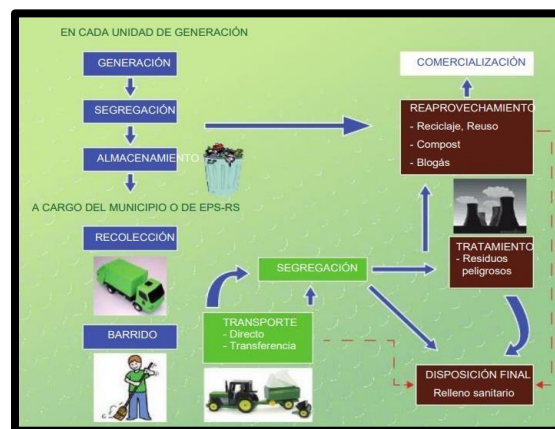 EN CADA UNIDAD DE GENERACIÓN
GENERACIÓN
SEGREGACIÓN
ALMACENAMIENTO
A CARGO DEL MUNICIPIO O DE EPS-RS
RECOLECCIÓN
BARRIDO
SEGREGACIÓN
TRANSPORTE
- Directo
- Transferencia
COMERCIALIZACIÓN
REAPROVECHAMIENTO
- Reciclaje, Reuso
- Compost
- Blogás
TRATAMIENTO
- Residuos
peligrosos
DISPOSICIÓN FINAL
Relleno sanitario